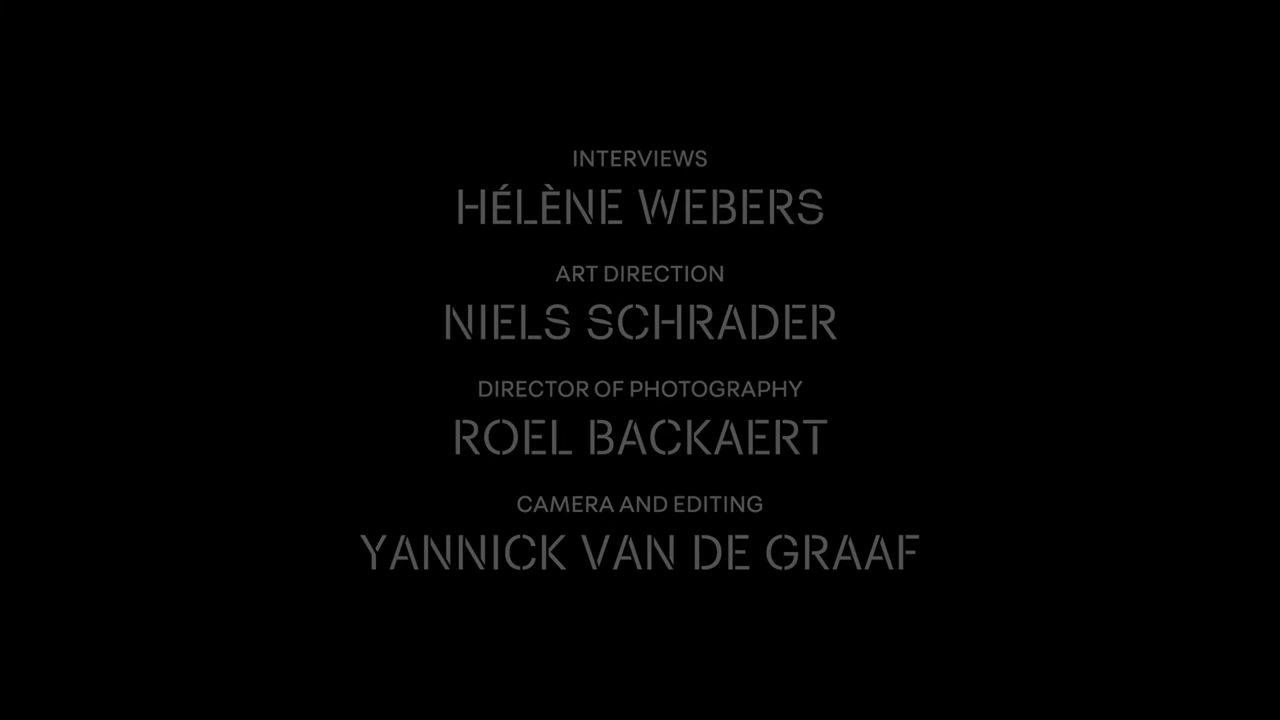 INTERVIEWS
HÉLÈNE WEBERS
ART DIRECTION
NIELS SCHRADER
DIRECTOR OF PHOTOGRAPHY
ROEL BACKAERT
CAMERA AND EDITING
YANNICK VAN DE GRAAF